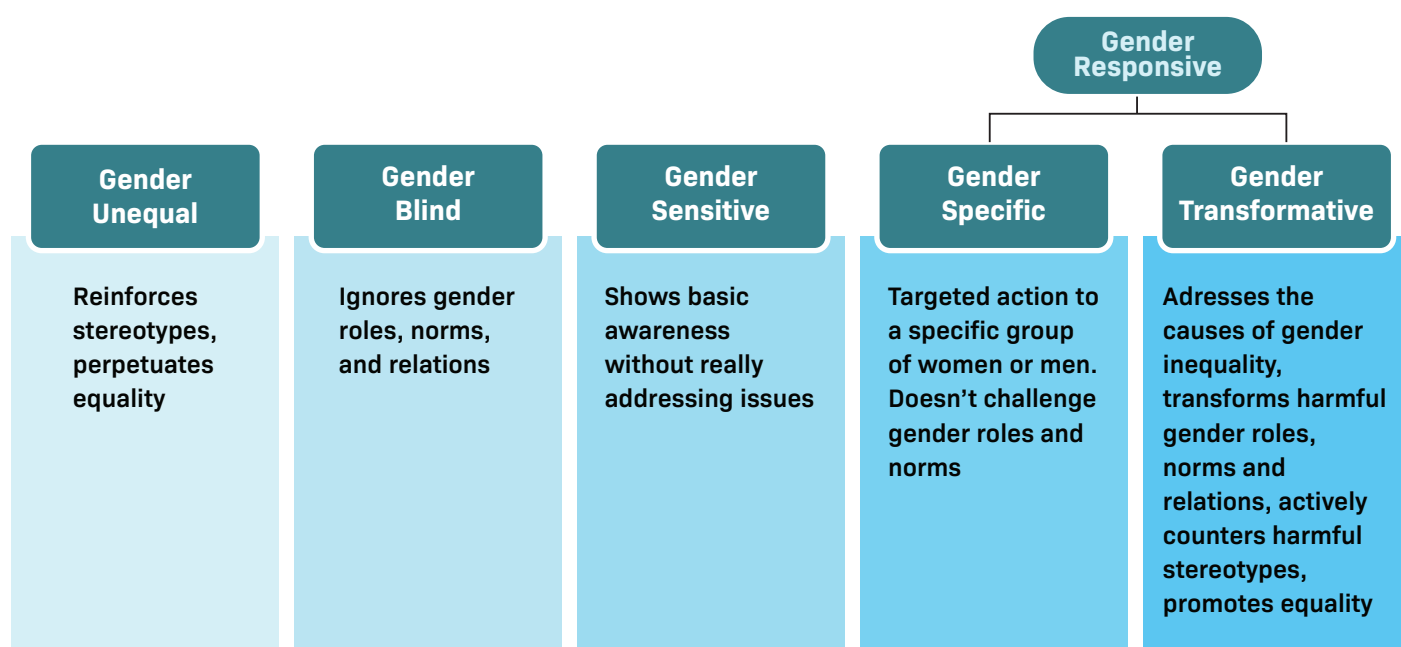 Gender
Responsive
Gender
Unequal
Reinforces
stereotypes,
perpetuates
equality
Gender
Blind
Ignores gender
roles, norms,
and relations
Gender
Sensitive
Shows basic
awareness
without really
addressing issues
Gender
Specific
Targeted action to
a specific group
of women or men.
Doesn’t challenge
gender roles and
norms
Gender
Transformative
Adresses the
causes of gender
inequality,
transforms harmful
gender roles,
norms and
relations, actively
counters harmful
stereotypes,
promotes equality